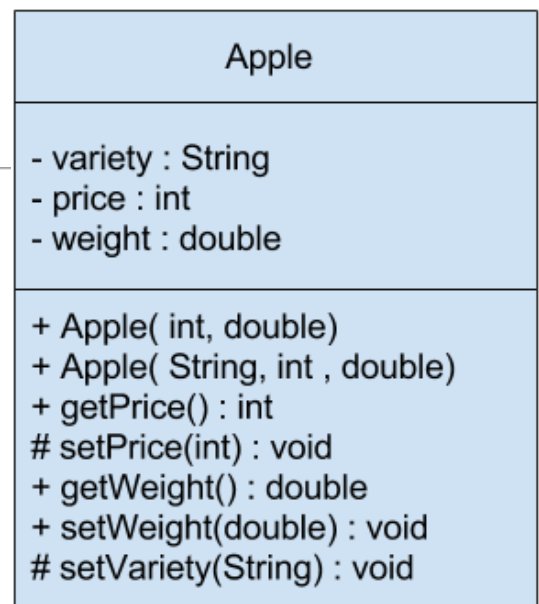 Apple
- variety : String
- price : int
- weight : double
+ Apple( int, double)
+ Apple( String, int , double)
+ getPrice() : int
# setPrice(int) : void
+ getWeight() : double
+ setWeight(double) : void
# setVariety(String) : void